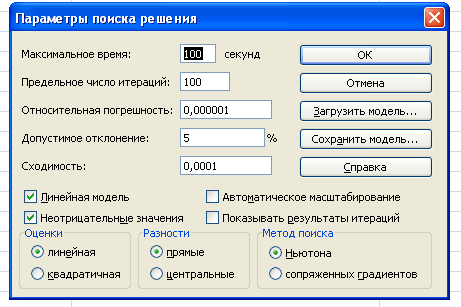 Параметры поиска решения
Максимальное время: 100 секунд ОК
Предельное число итераций: 100 Отмена
Относительная погрешность: 0,000001 Загрузить модель...
Допустимое отклонение: 5 % Сохранить модель...
Сходимость: 0,0001 Справка
Линейная модель Автоматическое масштабирование
Неотрицательные значения Показывать результаты итераций
Оценки Разности Метод поиска
линейная прямые Ньютона
квадратичная центральные сопряженных градиентов